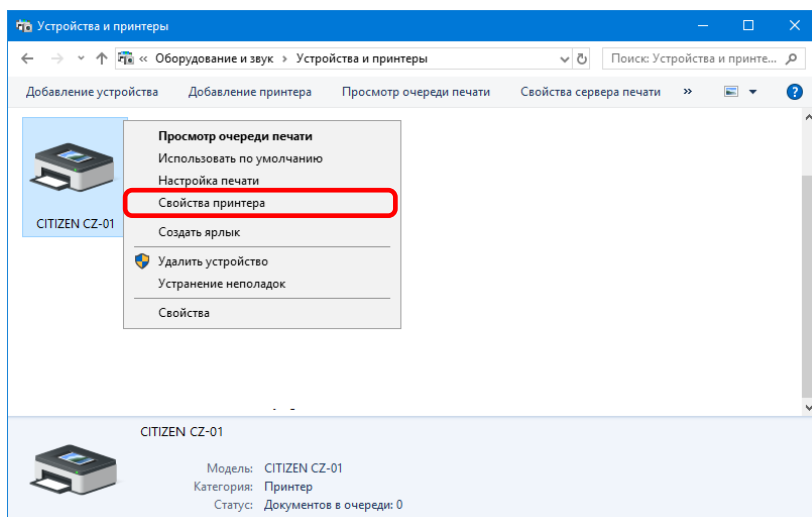 Устройства и принтеры
« Оборудование и звук › Устройства и принтеры
Поиск: Устройства и принте...
Добавление устройства Добавление принтера Просмотр очереди печати Свойства сервера печати »
CITIZEN CZ-01
Просмотр очереди печати
Использовать по умолчанию
Настройка печати
Свойства принтера
Создать ярлык
Удалить устройство
Устранение неполадок
Свойства
CITIZEN CZ-01
Модель: CITIZEN CZ-01
Категория: Принтер
Статус: Документов в очереди: 0